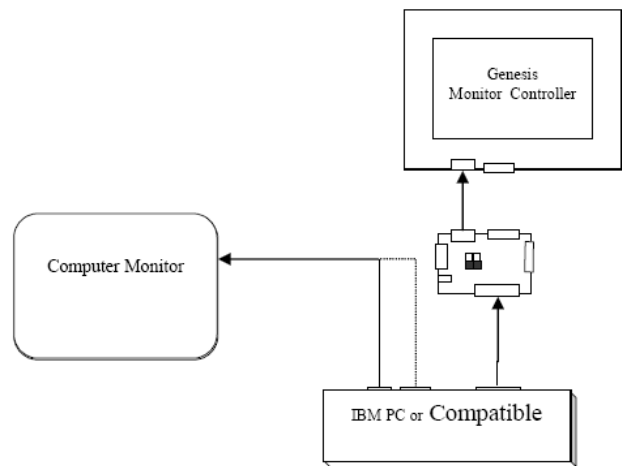 Genesis
Monitor Controller
Computer Monitor
IBM PC or Compatible